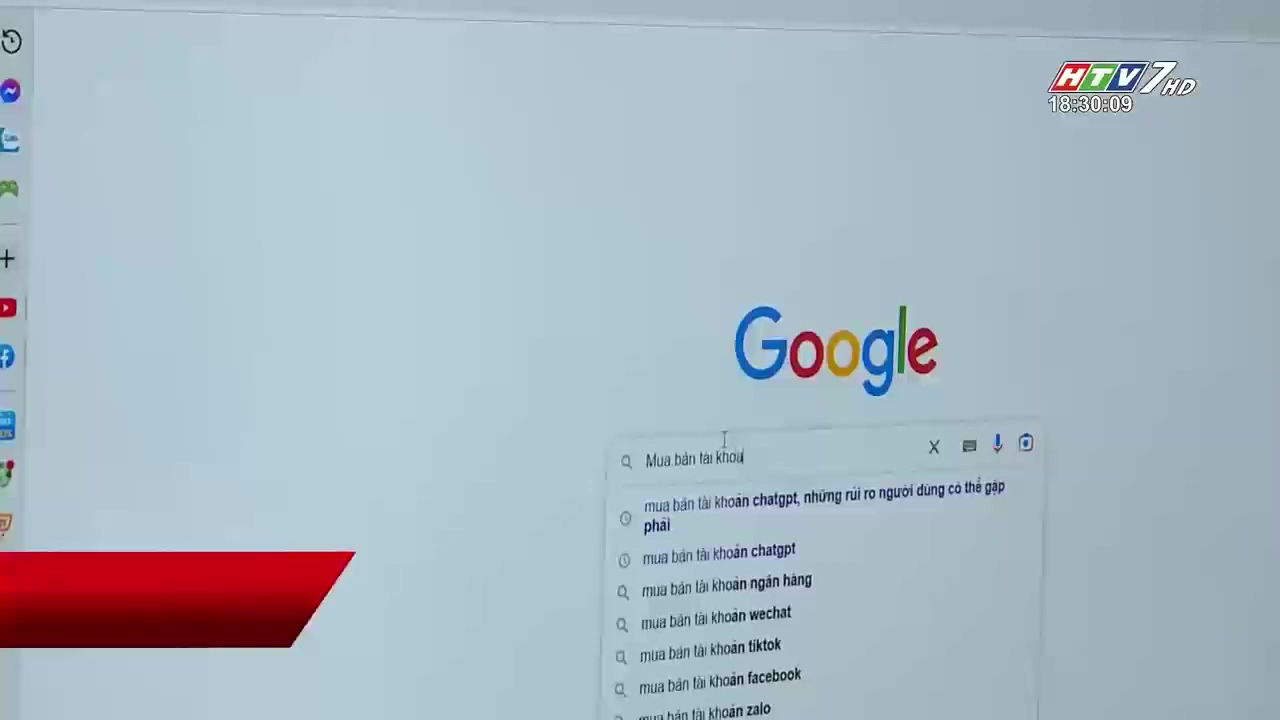 HTV7HD
18:30:09
Google
Mua bán tài khoả
mua bán tài khoản chatgpt, những rủi ro người dùng có thể gặp
phải
mua bán tài khoản chatgpt
mua bán tài khoản ngân hàng
mua bán tài khoản wechat
mua bán tài khoản tiktok
mua bán tài khoản facebook
mua bán tài khoản zalo